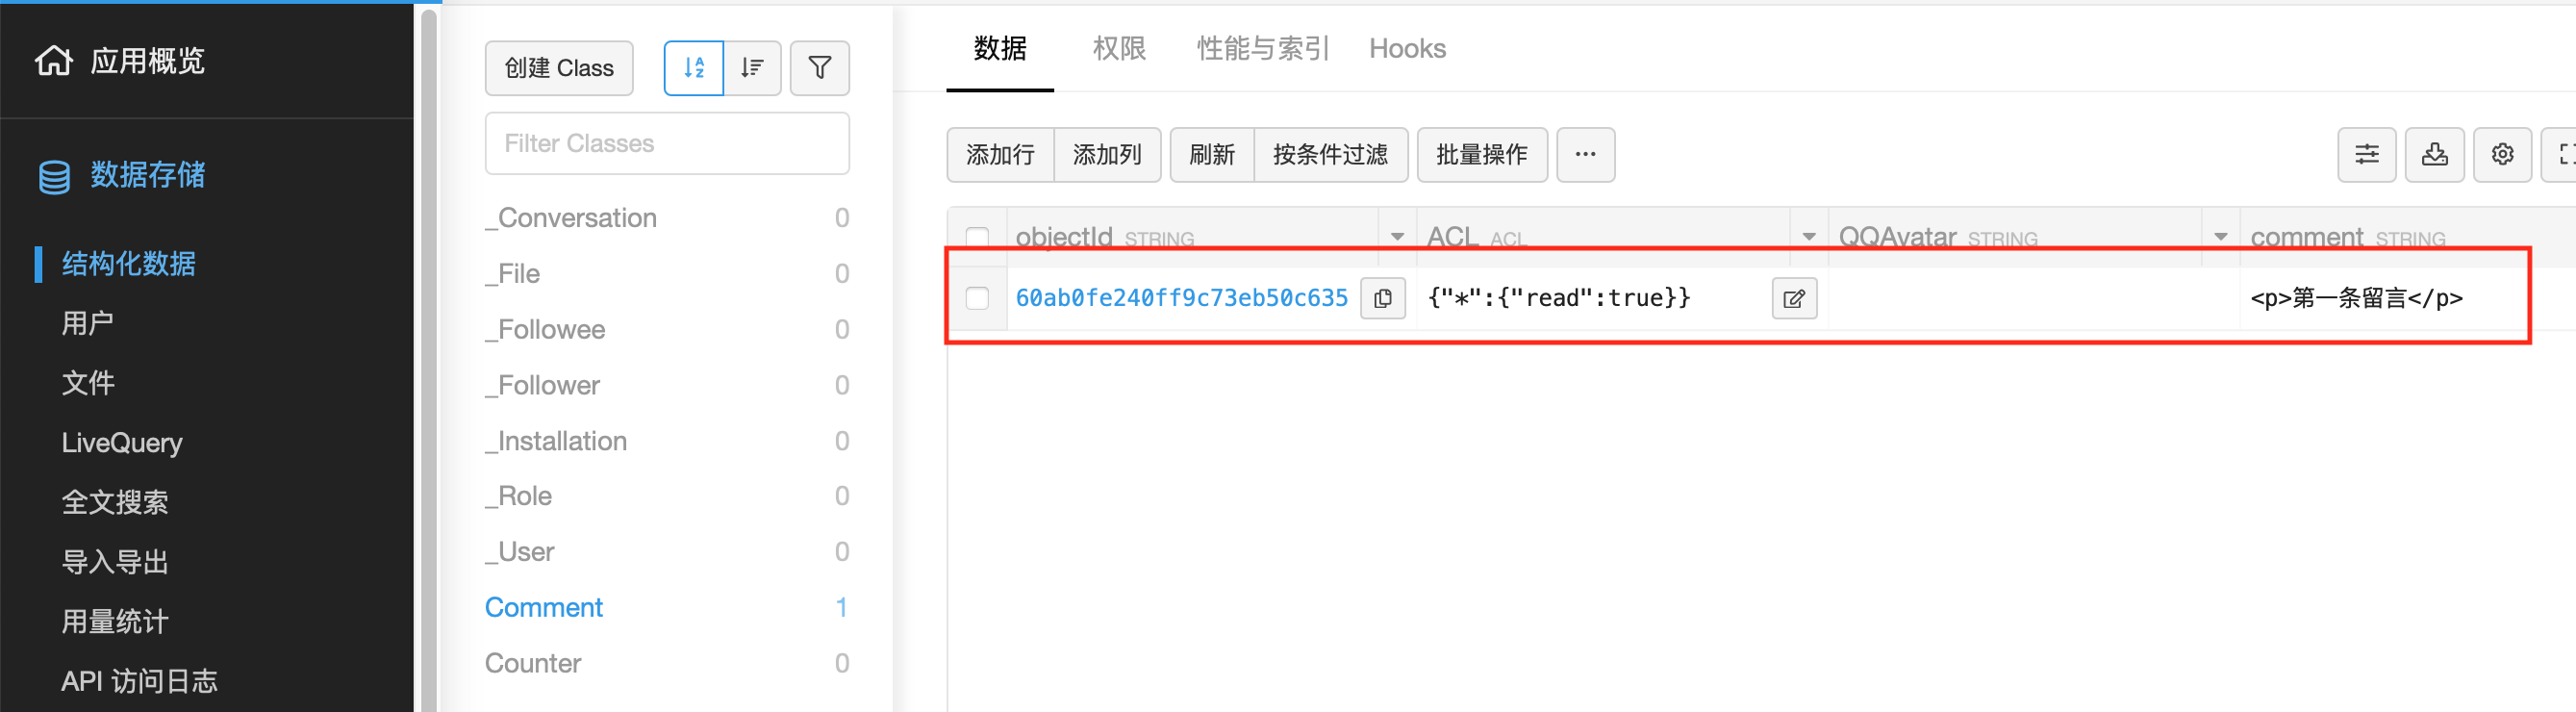 应用概览
数据存储
结构化数据
用户
文件
LiveQuery
全文搜索
导入导出
用量统计
API 访问日志
创建 Class
Filter Classes
_Conversation 0
_File 0
_Followee 0
_Follower 0
_Installation 0
_Role 0
_User 0
Comment 1
Counter 0
数据 权限 性能与索引 Hooks
添加行 添加列 刷新 按条件过滤 批量操作 ···
objectId STRING ACL ACL QQAvatar STRING comment STRING
60ab0fe240ff9c73eb50c635 {"*":{"read":true}} <p>第一条留言</p>